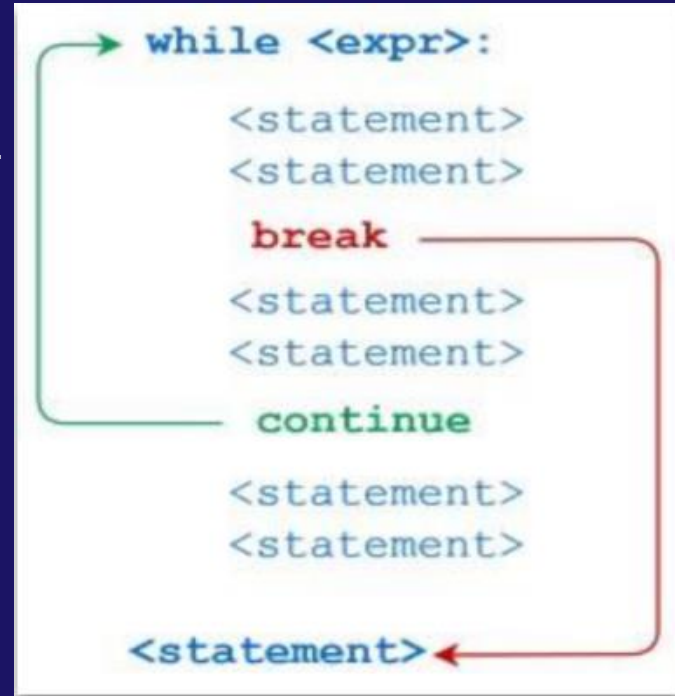 while <expr>:
<statement>
<statement>
break
<statement>
<statement>
continue
<statement>
<statement>
<statement>